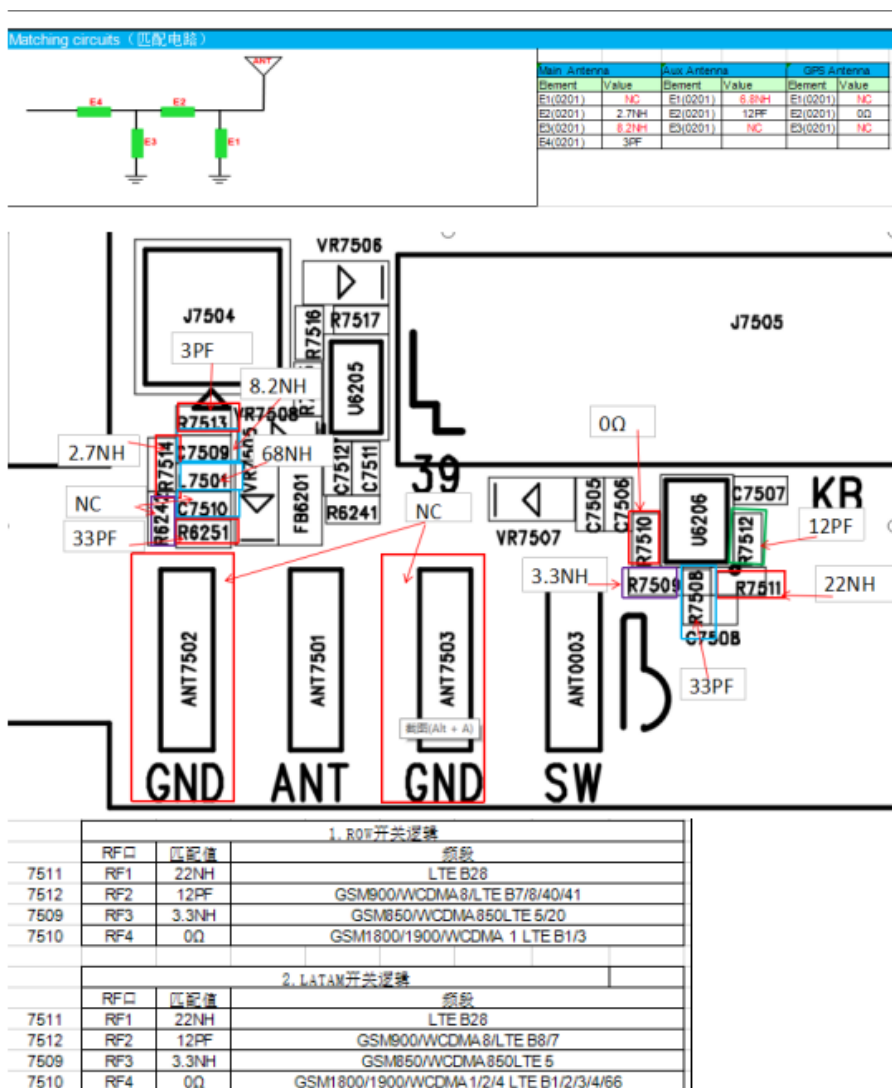 Matching circuits（匹配电路）
ANT
E4 E2
E3 E1
Main Antenna Aux Antenna GPS Antenna
Element Value Element Value Element Value
E1(0201) NC E1(0201) 6.8NH E1(0201) NC
E2(0201) 2.7NH E2(0201) 12PF E2(0201) 0Ω
E3(0201) 8.2NH E3(0201) NC E3(0201) NC
E4(0201) 3PF
VR7506
J7504
R7516
R7517
J7505
3PF
U6205
8.2NH
R7513
VR7508
0Ω
2.7NH
R7514
C7509
VR7505
68NH
L7501
C7512
C7511
39
NC
C7510
R6242
FB6201
R6241
NC
33PF
R6251
C7505
C7506
VR7507
R7510
U6206
C7507
KB
R7512
12PF
3.3NH
R7509
R7508
R7511
22NH
C7508
33PF
ANT7502
ANT7501
ANT7503
ANT0003
截图(Alt + A)
GND ANT GND SW
1. ROW开关逻辑
RF口 匹配值 频段
7511 RF1 22NH LTE B28
7512 RF2 12PF GSM900/WCDMA8/LTE B7/8/40/41
7509 RF3 3.3NH GSM850/WCDMA850LTE 5/20
7510 RF4 0Ω GSM1800/1900/WCDMA 1 LTE B1/3
2. LATAM开关逻辑
RF口 匹配值 频段
7511 RF1 22NH LTE B28
7512 RF2 12PF GSM900/WCDMA8/LTE B8/7
7509 RF3 3.3NH GSM850/WCDMA850LTE 5
7510 RF4 0Ω GSM1800/1900/WCDMA1/2/4 LTE B1/2/3/4/66